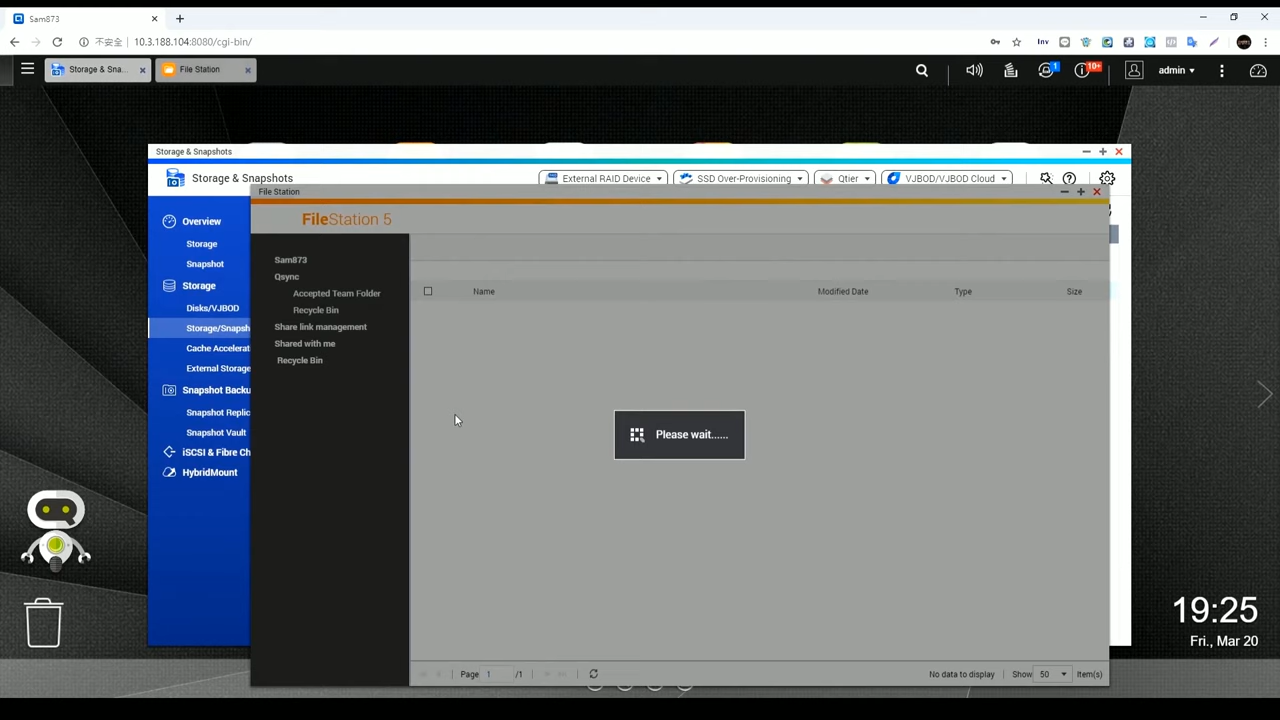 Sam873
不安全 10.3.188.104:8080/cgi-bin/
Inv
Storage & Sna...
File Station
1
10+
admin
Storage & Snapshots
Storage & Snapshots
External RAID Device
SSD Over-Provisioning
Qtier
VJBOD/VJBOD Cloud
File Station
FileStation 5
Overview
Storage
Snapshot
Storage
Disks/VJBOD
Storage/Snapsh
Cache Accelerat
External Storage
Snapshot Backu
Snapshot Replic
Snapshot Vault
iSCSI & Fibre Ch
HybridMount
Sam873
Qsync
Accepted Team Folder
Recycle Bin
Share link management
Shared with me
Recycle Bin
Name Modified Date Type Size
Please wait......
Page 1 /1
No data to display Show 50 Item(s)
19:25
Fri., Mar 20